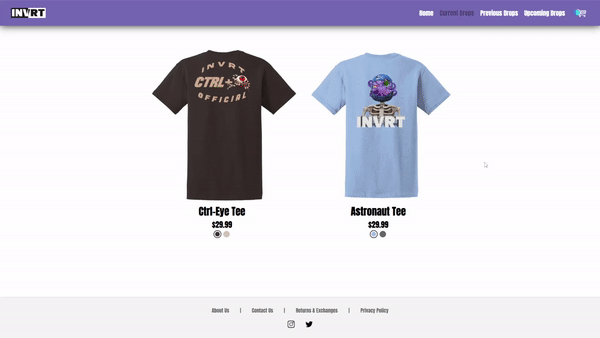 INVRT
Home Current Drops Previous Drops Upcoming Drops
INVRT
CTRL+
OFFICIAL
INVRT
Ctrl-Eye Tee
$29.99
Astronaut Tee
$29.99
About Us | Contact Us | Returns & Exchanges | Privacy Policy